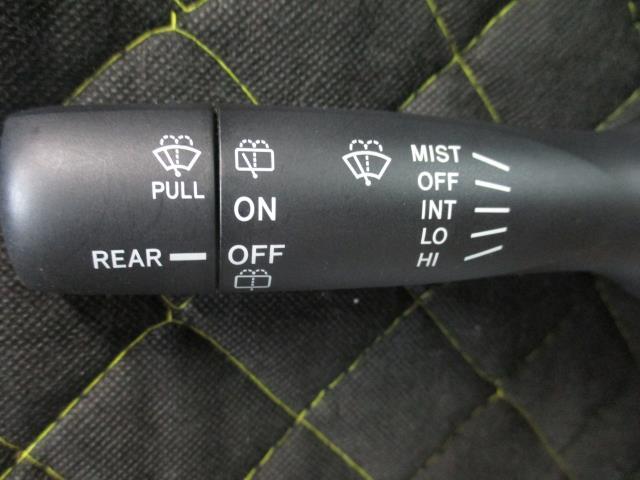 PULL
REAR
ON
OFF
MIST
OFF
INT
LO
HI